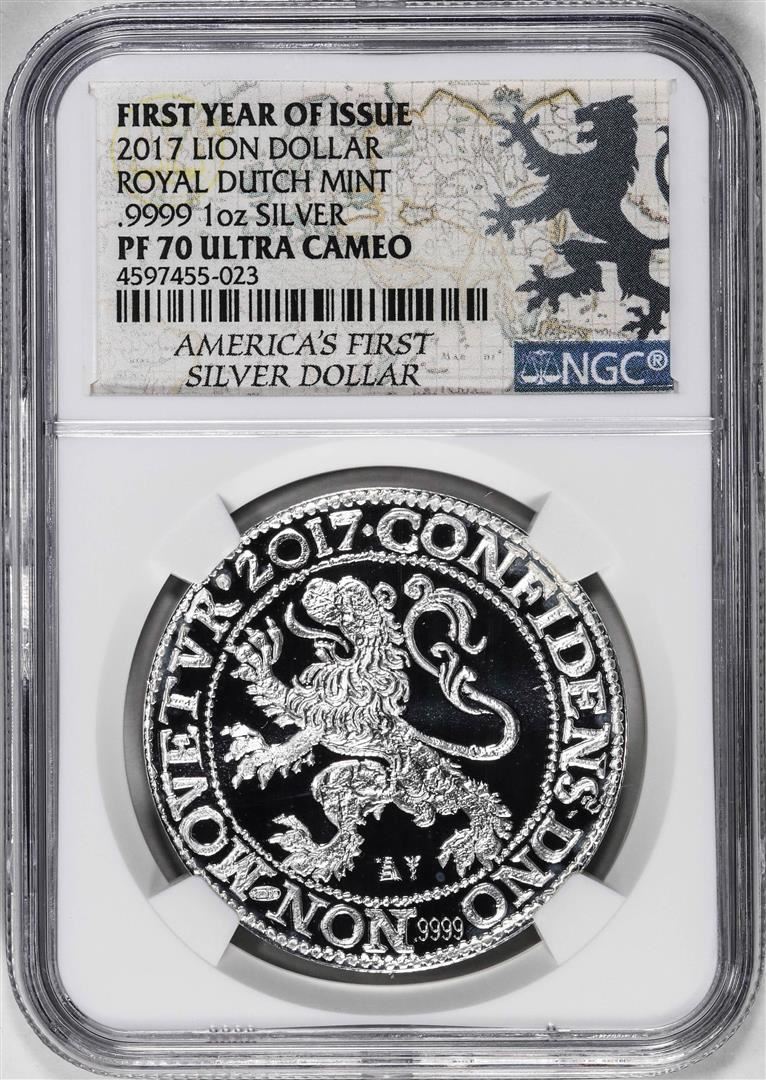 FIRST YEAR OF ISSUE
2017 LION DOLLAR
ROYAL DUTCH MINT
.9999 1oz SILVER
PF 70 ULTRA CAMEO
4597455-023
AMERICA'S FIRST
SILVER DOLLAR
NGC®
2017·CONFIDENS·DNO
NON·MOVETVR·
.9999